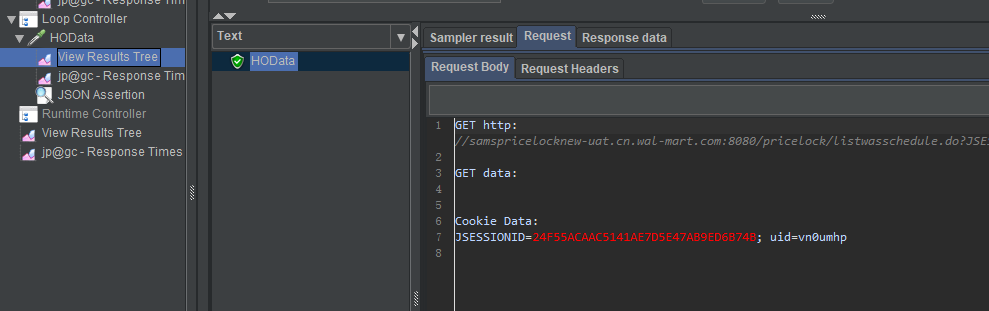 jp@gc - Response Tim
Loop Controller
HOData
View Results Tree
jp@gc - Response Tim
JSON Assertion
Runtime Controller
View Results Tree
jp@gc - Response Times
Text
HOData
Sampler result Request Response data
Request Body Request Headers
1 GET http:
//samspricelocknew-uat.cn.wal-mart.com:8080/pricelock/listwasschedule.do?JSES
2
3 GET data:
4
5
6 Cookie Data:
7 JSESSIONID=24F55ACAAC5141AE7D5E47AB9ED6B74B; uid=vn0umhp
8